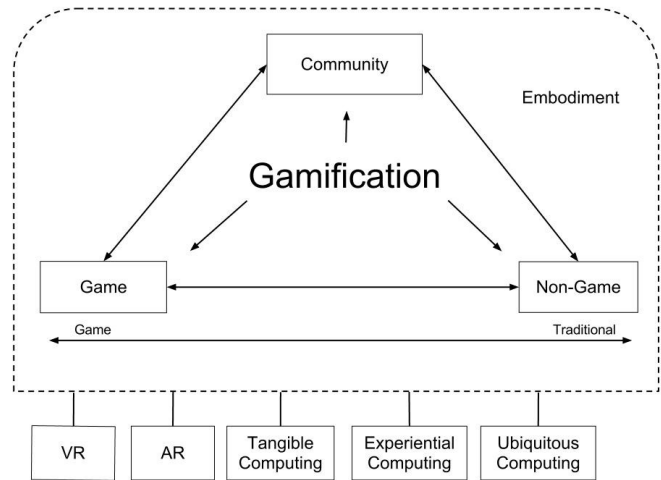 Community
Embodiment
Gamification
Game
Non-Game
Game
Traditional
VR
AR
Tangible
Computing
Experiential
Computing
Ubiquitous
Computing